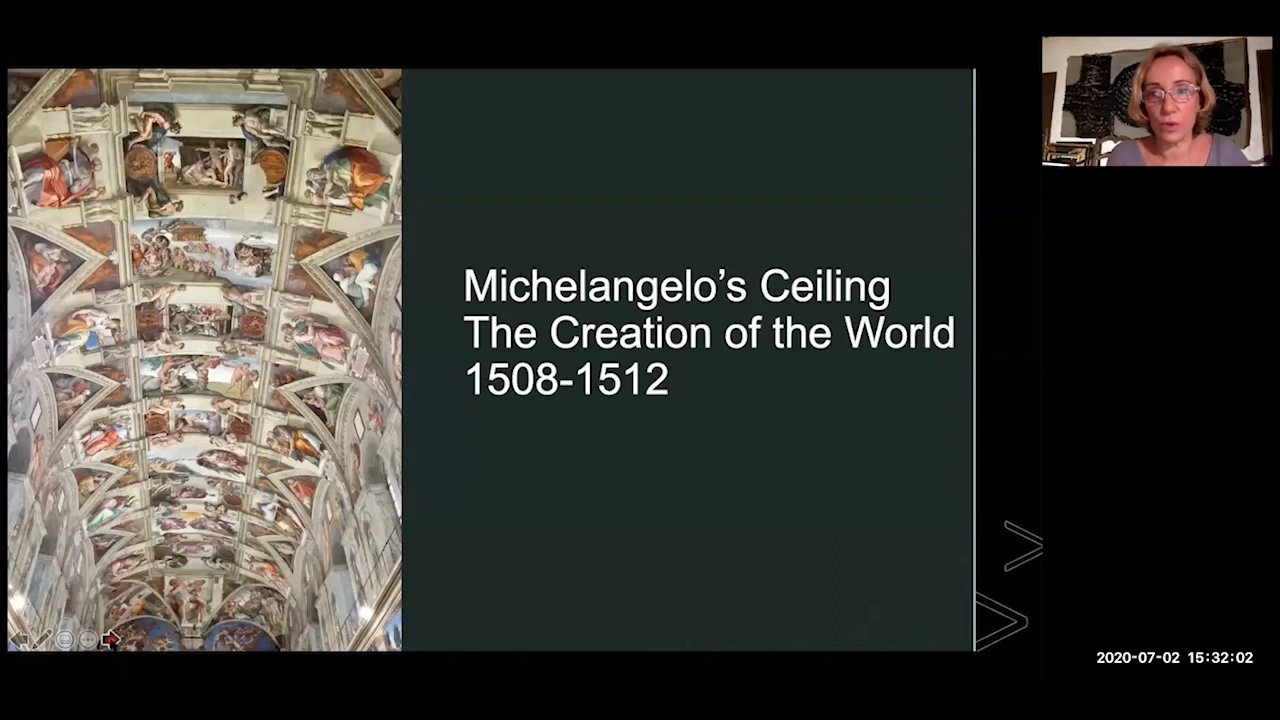 Michelangelo’s Ceiling
The Creation of the World
1508-1512
2020-07-02 15:32:02